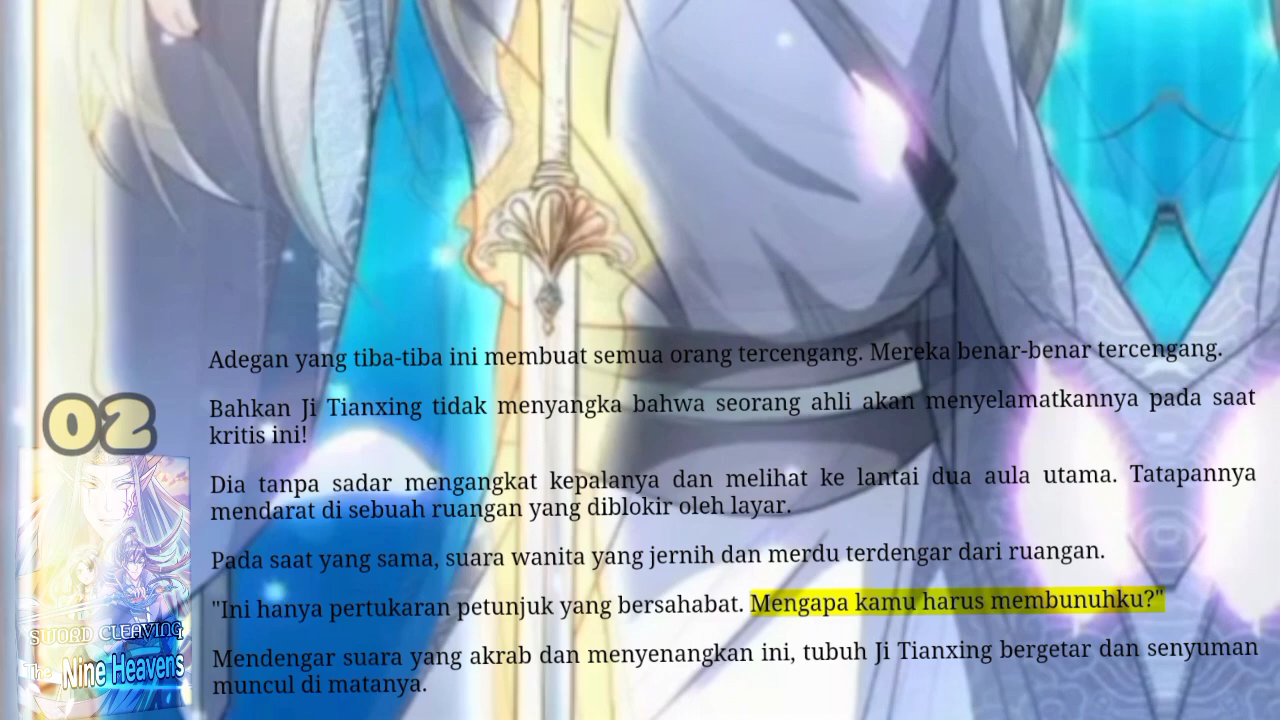 Adegan yang tiba-tiba ini membuat semua orang tercengang. Mereka benar-benar tercengang.
Bahkan Ji Tianxing tidak menyangka bahwa seorang ahli akan menyelamatkannya pada saat
kritis ini!
Dia tanpa sadar mengangkat kepalanya dan melihat ke lantai dua aula utama. Tatapannya
mendarat di sebuah ruangan yang diblokir oleh layar.
Pada saat yang sama, suara wanita yang jernih dan merdu terdengar dari ruangan.
"Ini hanya pertukaran petunjuk yang bersahabat. Mengapa kamu harus membunuhku?"
Mendengar suara yang akrab dan menyenangkan ini, tubuh Ji Tianxing bergetar dan senyuman
muncul di matanya.
02
SWORD CLEAVING
The Nine Heavens